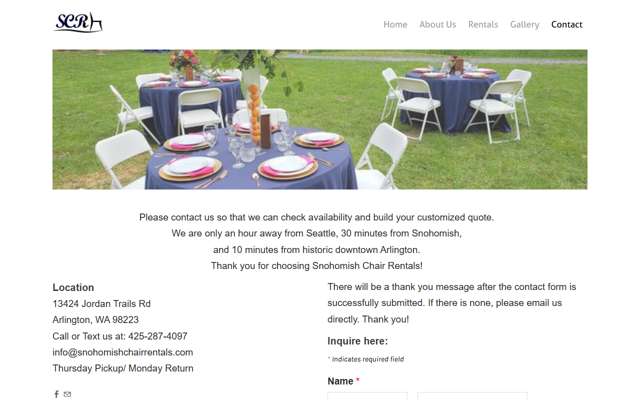 SCR
Home About Us Rentals Gallery Contact
Please contact us so that we can check availability and build your customized quote.
We are only an hour away from Seattle, 30 minutes from Snohomish,
and 10 minutes from historic downtown Arlington.
Thank you for choosing Snohomish Chair Rentals!
Location
13424 Jordan Trails Rd
Arlington, WA 98223
Call or Text us at: 425-287-4097
info@snohomishchairrentals.com
Thursday Pickup/ Monday Return
There will be a thank you message after the contact form is
successfully submitted. If there is none, please email us
directly. Thank you!
Inquire here:
* Indicates required field
Name *